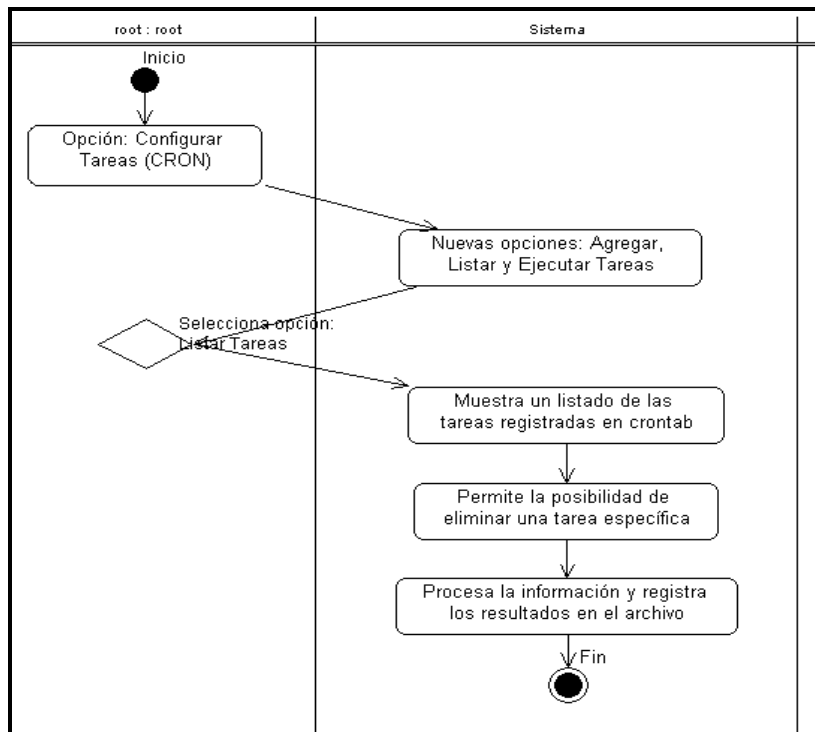 root : root
Sistema
Inicio
Opción: Configurar
Tareas (CRON)
Nuevas opciones: Agregar,
Listar y Ejecutar Tareas
Selecciona opción:
Listar Tareas
Muestra un listado de las
tareas registradas en crontab
Permite la posibilidad de
eliminar una tarea específica
Procesa la información y registra
los resultados en el archivo
Fin